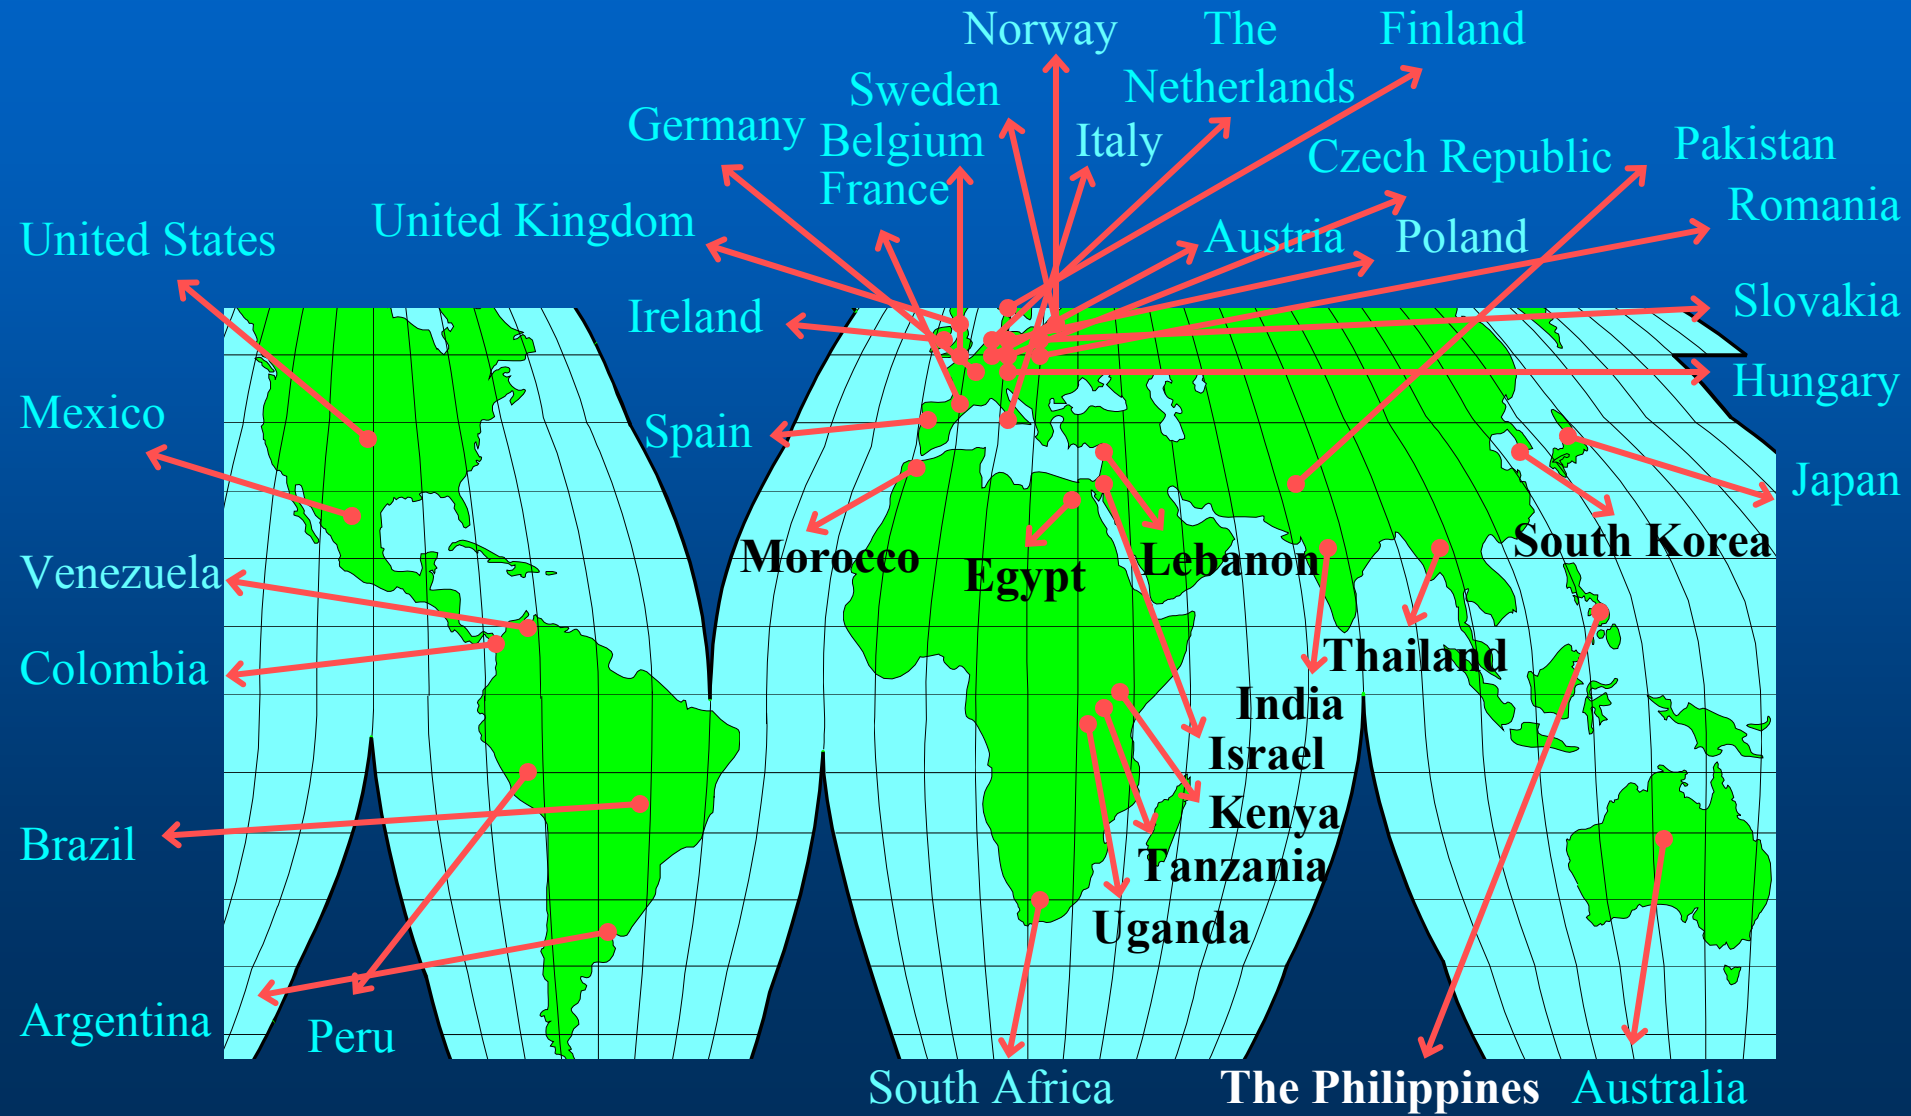 Norway
The
Netherlands
Finland
Sweden
Germany
Belgium
France
Italy
Czech Republic
Pakistan
Romania
United States
United Kingdom
Austria
Poland
Slovakia
Ireland
Hungary
Mexico
Spain
Japan
South Korea
Morocco
Egypt
Lebanon
Venezuela
Colombia
Thailand
India
Israel
Kenya
Brazil
Tanzania
Uganda
Argentina
Peru
South Africa
The Philippines
Australia